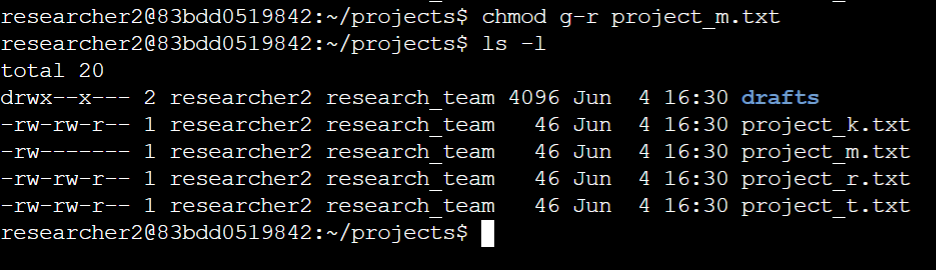 researcher2@83bdd0519842:~/projects$ chmod g-r project_m.txt
researcher2@83bdd0519842:~/projects$ ls -l
total 20
drwx--x--- 2 researcher2 research_team 4096 Jun  4 16:30 drafts
-rw-rw-r-- 1 researcher2 research_team   46 Jun  4 16:30 project_k.txt
-rw------- 1 researcher2 research_team   46 Jun  4 16:30 project_m.txt
-rw-rw-r-- 1 researcher2 research_team   46 Jun  4 16:30 project_r.txt
-rw-rw-r-- 1 researcher2 research_team   46 Jun  4 16:30 project_t.txt
researcher2@83bdd0519842:~/projects$